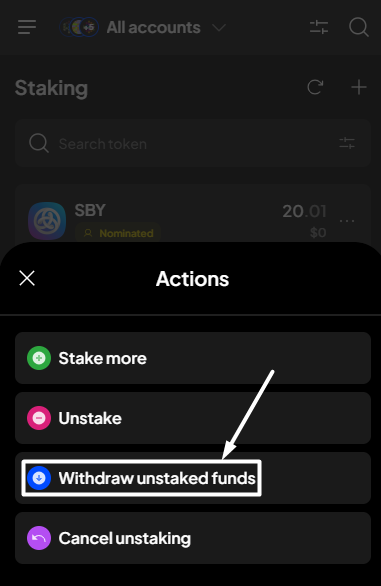 +5 All accounts
Staking
Search token
SBY
20.01
Nominated
$0
Actions
Stake more
Unstake
Withdraw unstaked funds
Cancel unstaking